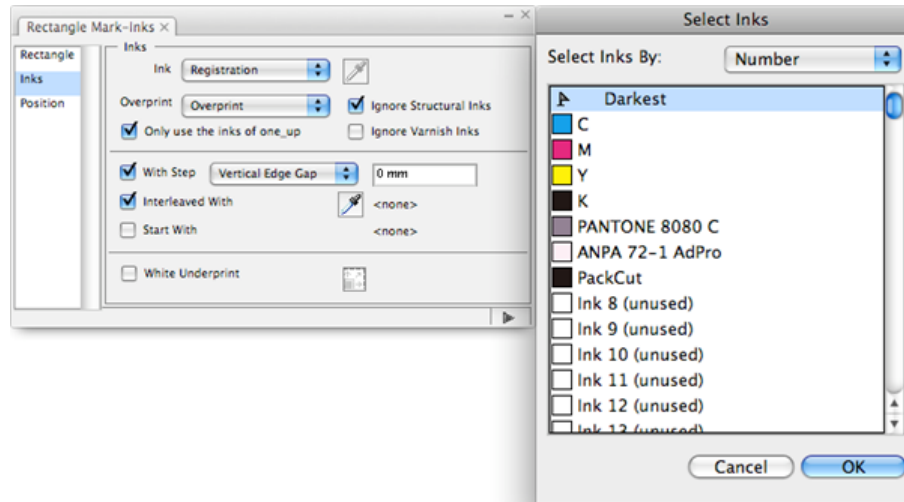 Rectangle Mark-Inks ×
Rectangle
Inks
Position
Inks
Ink Registration
Overprint Overprint
Ignore Structural Inks
Only use the inks of one_up
Ignore Varnish Inks
With Step Vertical Edge Gap 0 mm
Interleaved With <none>
Start With <none>
White Underprint
Select Inks
Select Inks By: Number
A Darkest
C
M
Y
K
PANTONE 8080 C
ANPA 72-1 AdPro
PackCut
Ink 8 (unused)
Ink 9 (unused)
Ink 10 (unused)
Ink 11 (unused)
Ink 12 (unused)
Ink 13 (unused)
Cancel OK